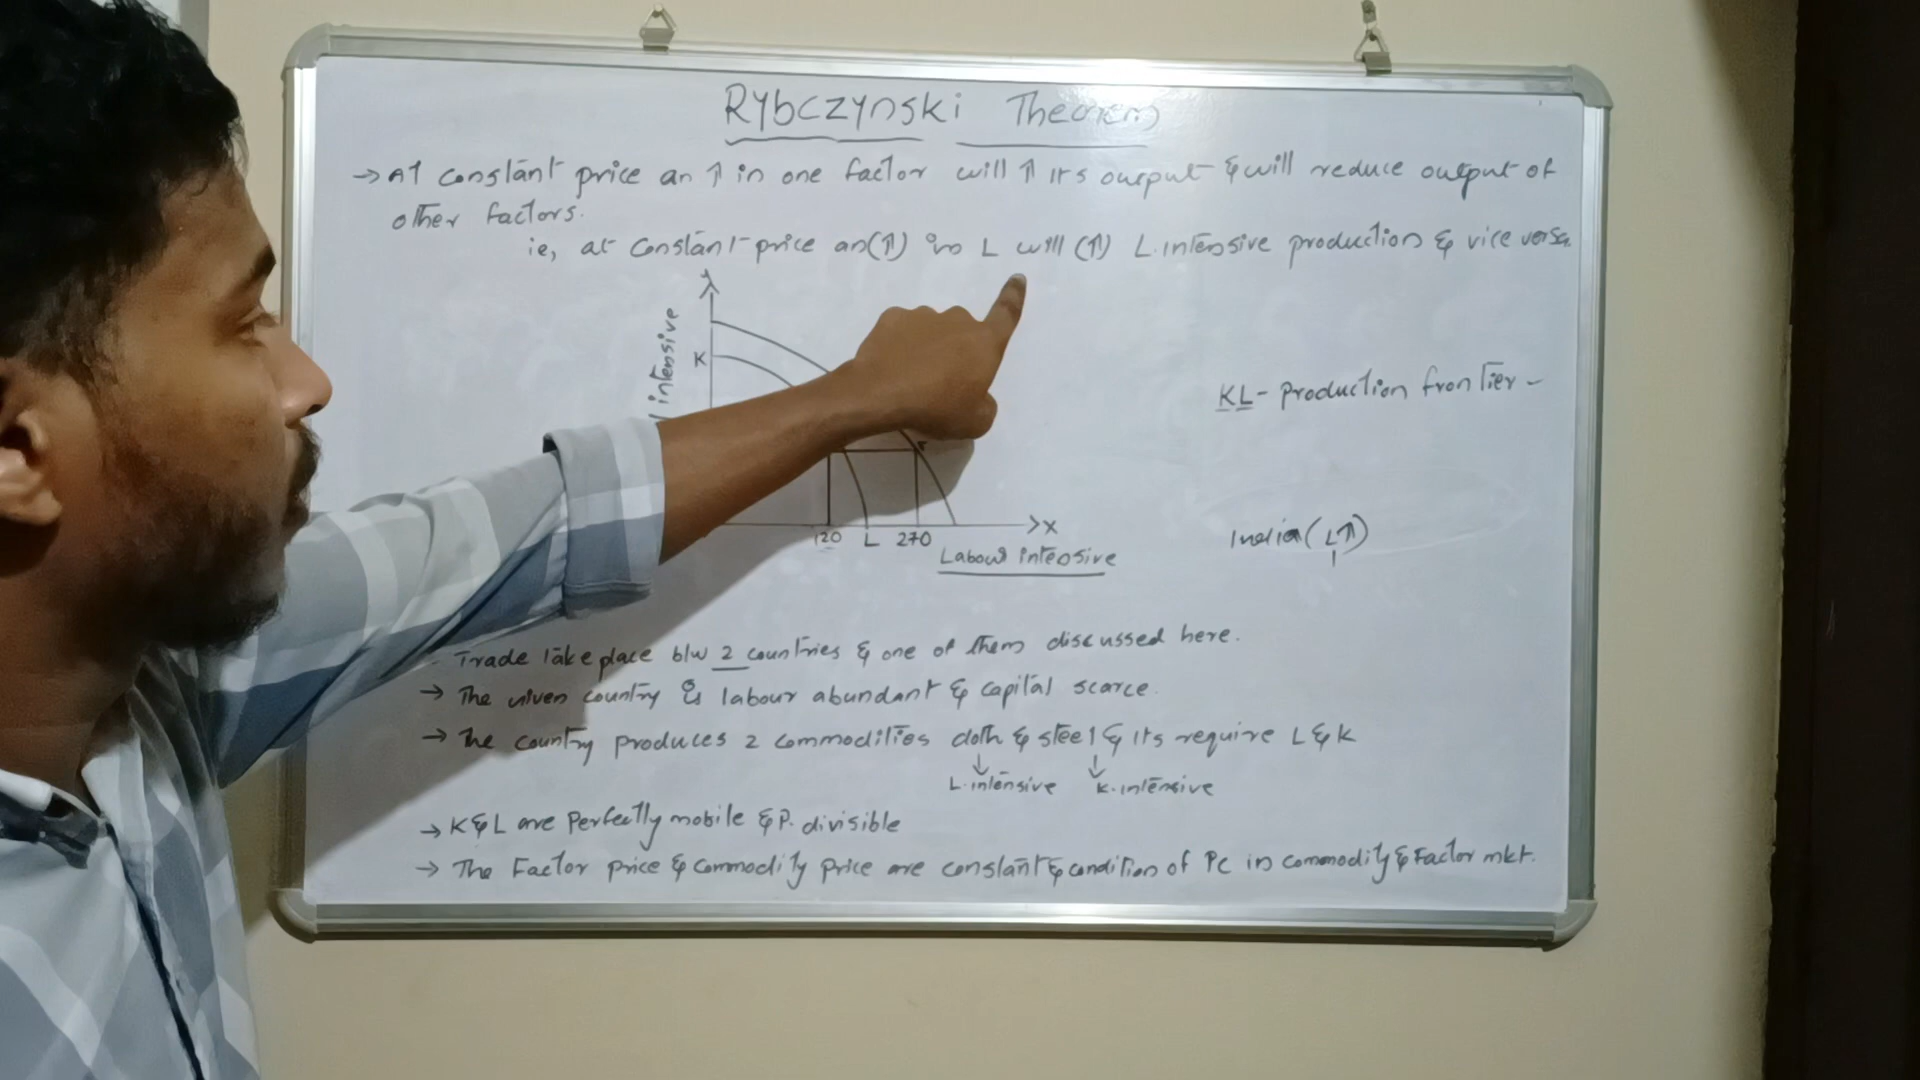 Rybczynski Theorem
→ At constant price an ↑ in one factor will ↑ its output & will reduce output of
other factors.
ie, at constant price an(↑) in L will (↑) L.intensive production & vice versa
Y
intensive
K
KL - production frontier -
120 L 270
X
Labour intensive
India (L↑)
Trade take place b/w 2 countries & one of them discussed here.
→ The given country is labour abundant & capital scarce.
→ The country produces 2 commodities cloth & steel & its require L & K
↓ ↓
L.intensive K.intensive
→ K & L are perfectly mobile & P. divisible
→ The Factor price & commodity price are constant & condition of PC in commodity & Factor mkt.